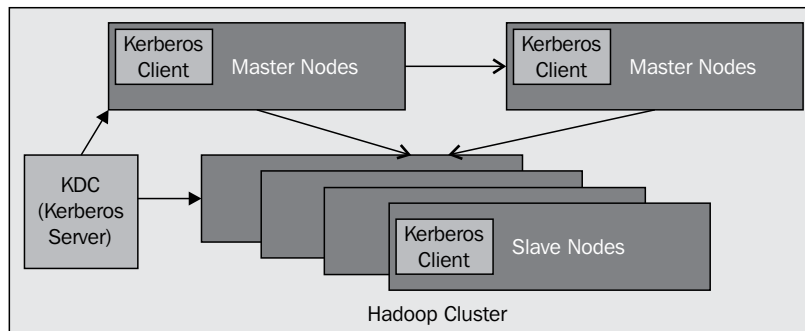 Kerberos
Client
Master Nodes
Kerberos
Client
Master Nodes
KDC
(Kerberos
Server)
Kerberos
Client
Slave Nodes
Hadoop Cluster